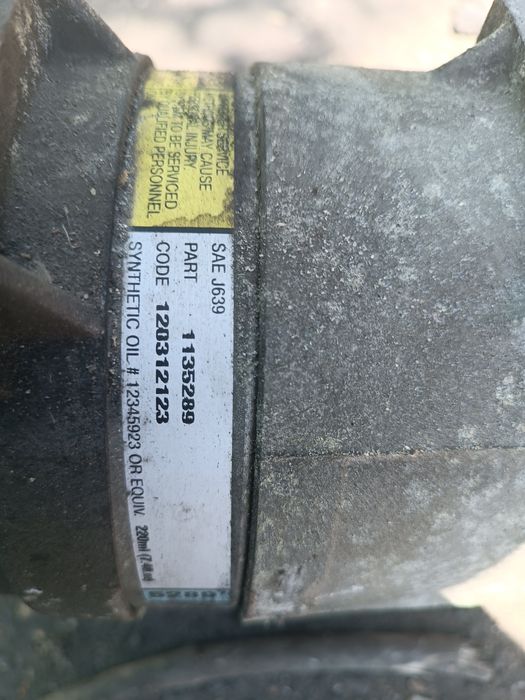 SERVICE
MAY CAUSE
INJURY.
TO BE SERVICED
QUALIFIED PERSONNEL
SAE J639
PART 1135289
CODE 120312123
SYNTHETIC OIL # 12345923 OR EQUIV. 220ml